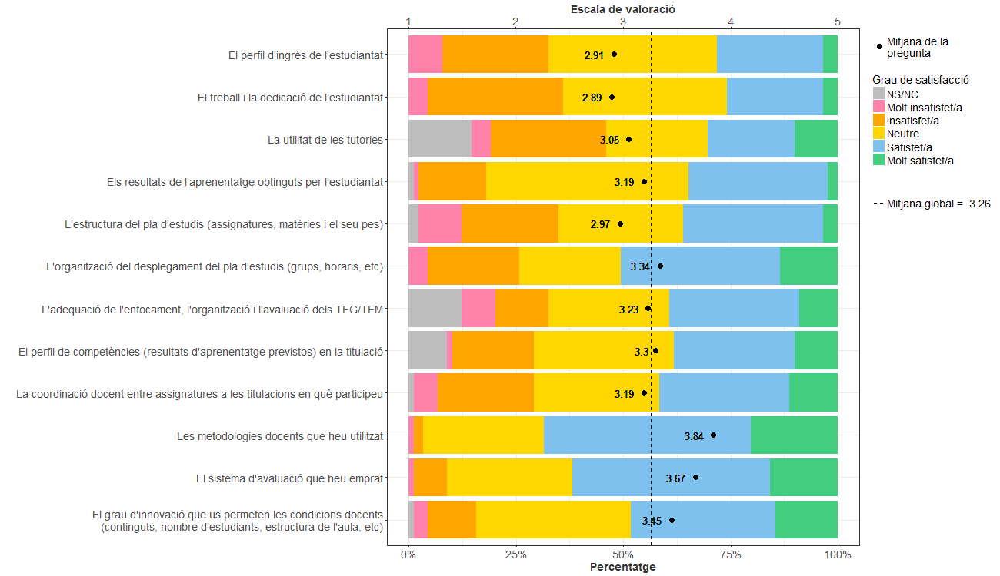 Escala de valoració
1 2 3 4 5
El perfil d'ingrés de l'estudiantat
2.91
El treball i la dedicació de l'estudiantat
2.89
La utilitat de les tutories
3.05
Els resultats de l'aprenentatge obtinguts per l'estudiantat
3.19
L'estructura del pla d'estudis (assignatures, matèries i el seu pes)
2.97
L'organització del desplegament del pla d'estudis (grups, horaris, etc)
3.34
L'adequació de l'enfocament, l'organització i l'avaluació dels TFG/TFM
3.23
El perfil de competències (resultats d'aprenentatge previstos) en la titulació
3.3
La coordinació docent entre assignatures a les titulacions en què participeu
3.19
Les metodologies docents que heu utilitzat
3.84
El sistema d'avaluació que heu emprat
3.67
El grau d'innovació que us permeten les condicions docents
(continguts, nombre d'estudiants, estructura de l'aula, etc)
3.45
0% 25% 50% 75% 100%
Percentatge
Mitjana de la
pregunta
Grau de satisfacció
NS/NC
Molt insatisfet/a
Insatisfet/a
Neutre
Satisfet/a
Molt satisfet/a
Mitjana global = 3.26